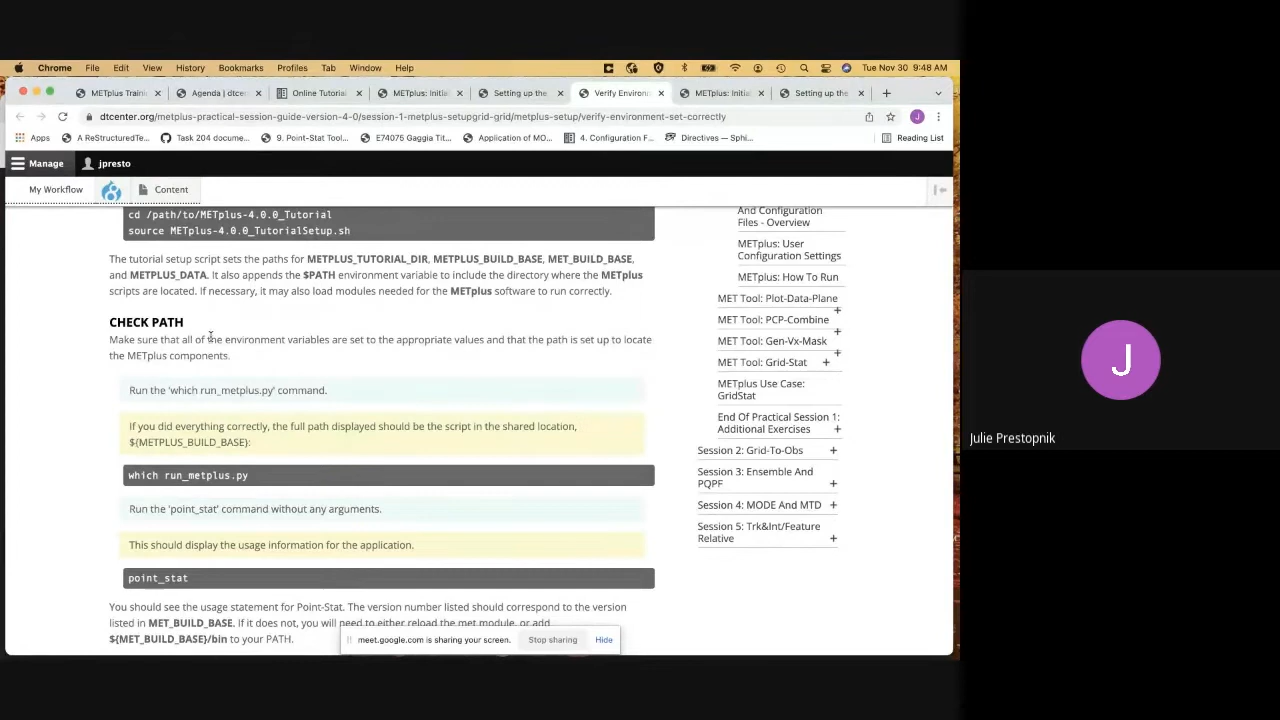 Chrome File Edit View History Bookmarks Profiles Tab Window Help Tue Nov 30 9:48 AM
METplus Train Agenda | dtce Online Tutorial METplus: Initia Setting up the Verify Environ METplus: Initia Setting up the
dtcenter.org/metplus-practical-session-guide-version-4-0/session-1-metplus-setupgrid-grid/metplus-setup/verify-environment-set-correctly J
Apps A ReStructuredTe... Task 204 docume... 9. Point-Stat Tool... E74075 Gaggia Tit... Application of MO... 4. Configuration F... Directives — Sphi... Reading List
Manage jpresto
My Workflow Content
cd /path/to/METplus-4.0.0_Tutorial
source METplus-4.0.0_TutorialSetup.sh
The tutorial setup script sets the paths for METPLUS_TUTORIAL_DIR, METPLUS_BUILD_BASE, MET_BUILD_BASE,
and METPLUS_DATA. It also appends the $PATH environment variable to include the directory where the METplus
scripts are located. If necessary, it may also load modules needed for the METplus software to run correctly.
CHECK PATH
Make sure that all of the environment variables are set to the appropriate values and that the path is set up to locate
the METplus components.
Run the 'which run_metplus.py' command.
If you did everything correctly, the full path displayed should be the script in the shared location,
${METPLUS_BUILD_BASE}:
which run_metplus.py
Run the 'point_stat' command without any arguments.
This should display the usage information for the application.
point_stat
You should see the usage statement for Point-Stat. The version number listed should correspond to the version
listed in MET_BUILD_BASE. If it does not, you will need to either reload the met module, or add
${MET_BUILD_BASE}/bin to your PATH.
And Configuration
Files - Overview
METplus: User
Configuration Settings
METplus: How To Run
MET Tool: Plot-Data-Plane
MET Tool: PCP-Combine
MET Tool: Gen-Vx-Mask
MET Tool: Grid-Stat
METplus Use Case:
GridStat
End Of Practical Session 1:
Additional Exercises
Session 2: Grid-To-Obs
Session 3: Ensemble And
PQPF
Session 4: MODE And MTD
Session 5: Trk&Int/Feature
Relative
meet.google.com is sharing your screen. Stop sharing Hide
J
Julie Prestopnik